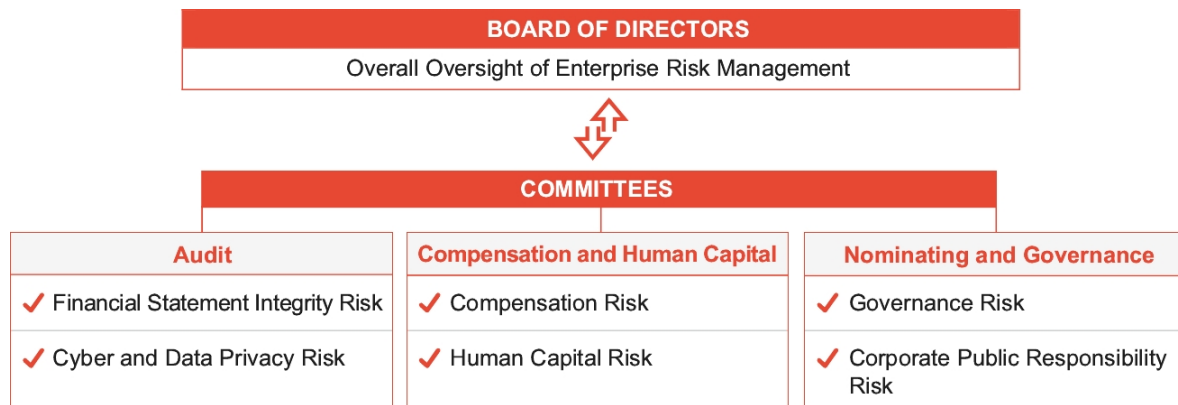 BOARD OF DIRECTORS
Overall Oversight of Enterprise Risk Management
COMMITTEES
Audit
Financial Statement Integrity Risk
Cyber and Data Privacy Risk
Compensation and Human Capital
Compensation Risk
Human Capital Risk
Nominating and Governance
Governance Risk
Corporate Public Responsibility
Risk